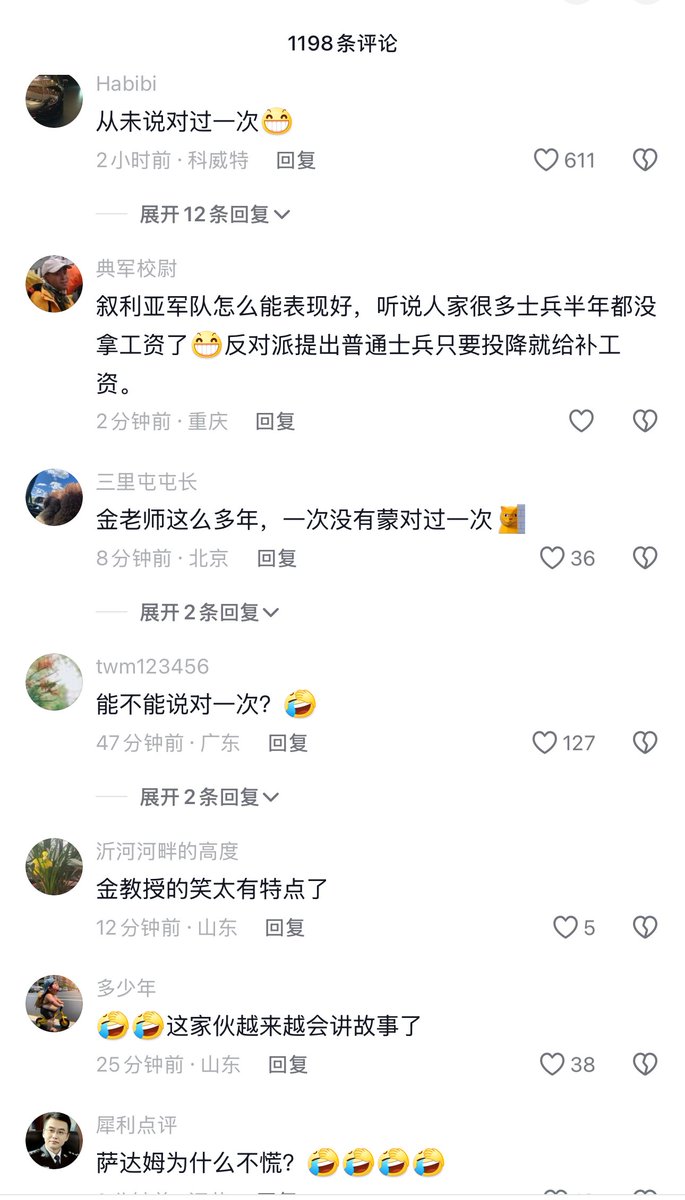 1198条评论
Habibi
从未说对过一次😁
2小时前 · 科威特 回复 611
展开12条回复
典军校尉
叙利亚军队怎么能表现好，听说人家很多士兵半年都没
拿工资了😁反对派提出普通士兵只要投降就给补工
资。
2分钟前 · 重庆 回复
三里屯屯长
金老师这么多年，一次没有蒙对过一次
8分钟前 · 北京 回复 36
展开2条回复
twm123456
能不能说对一次？
47分钟前 · 广东 回复 127
展开2条回复
沂河河畔的高度
金教授的笑太有特点了
12分钟前 · 山东 回复 5
多少年
这家伙越来越会讲故事了
25分钟前 · 山东 回复 38
犀利点评
萨达姆为什么不慌？